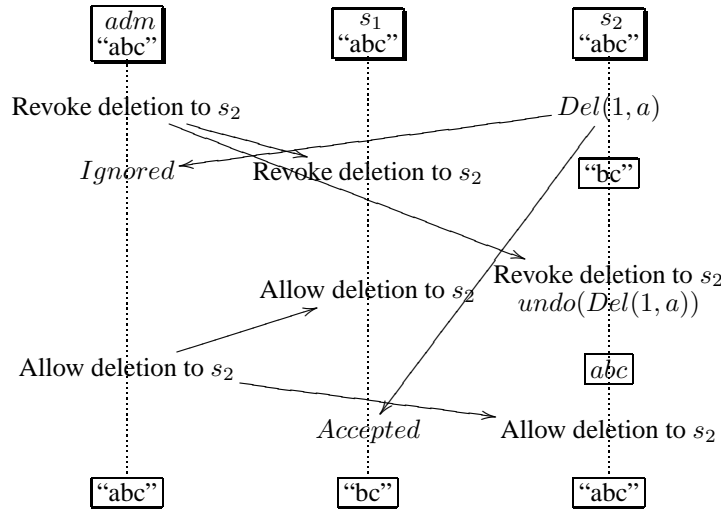 adm s₁ s₂
“abc” “abc” “abc”
Revoke deletion to s₂ Del(1, a)
Ignored Revoke deletion to s₂ “bc”
Revoke deletion to s₂
Allow deletion to s₂ undo(Del(1, a))
Allow deletion to s₂ abc
Accepted Allow deletion to s₂
“abc” “bc” “abc”